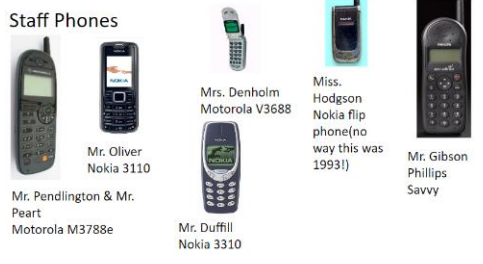 Staff Phones
Mrs. Denholm
Motorola V3688
Miss.
Hodgson
Nokia flip
phone(no
way this was
1993!)
Mr. Oliver
Nokia 3110
Mr. Gibson
Phillips
Savvy
Mr. Pendlington & Mr.
Peart
Motorola M3788e
Mr. Duffill
Nokia 3310
NOKIA